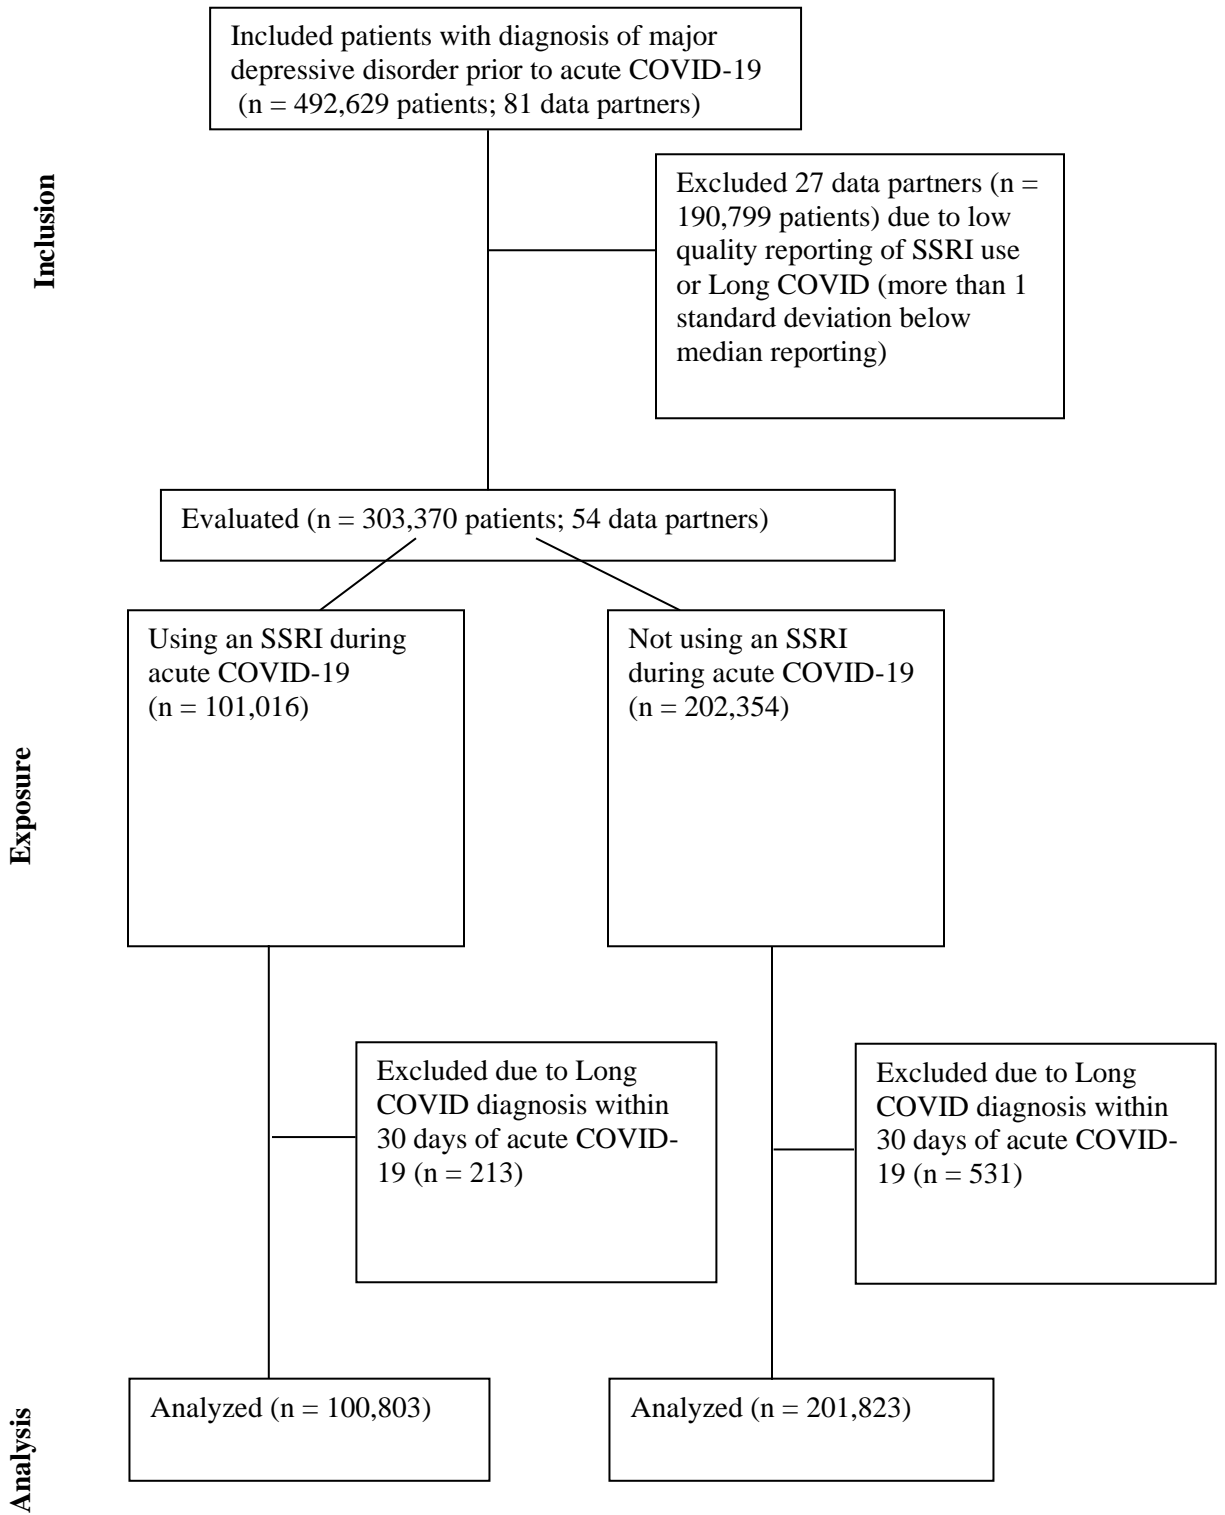 Included patients with diagnosis of major
depressive disorder prior to acute COVID-19
(n = 492,629 patients; 81 data partners)
Inclusion
Excluded 27 data partners (n =
190,799 patients) due to low
quality reporting of SSRI use
or Long COVID (more than 1
standard deviation below
median reporting)
Evaluated (n = 303,370 patients; 54 data partners)
Exposure
Using an SSRI during
acute COVID-19
(n = 101,016)
Not using an SSRI
during acute COVID-19
(n = 202,354)
Excluded due to Long
COVID diagnosis within
30 days of acute COVID-
19 (n = 213)
Excluded due to Long
COVID diagnosis within
30 days of acute COVID-
19 (n = 531)
Analysis
Analyzed (n = 100,803)
Analyzed (n = 201,823)